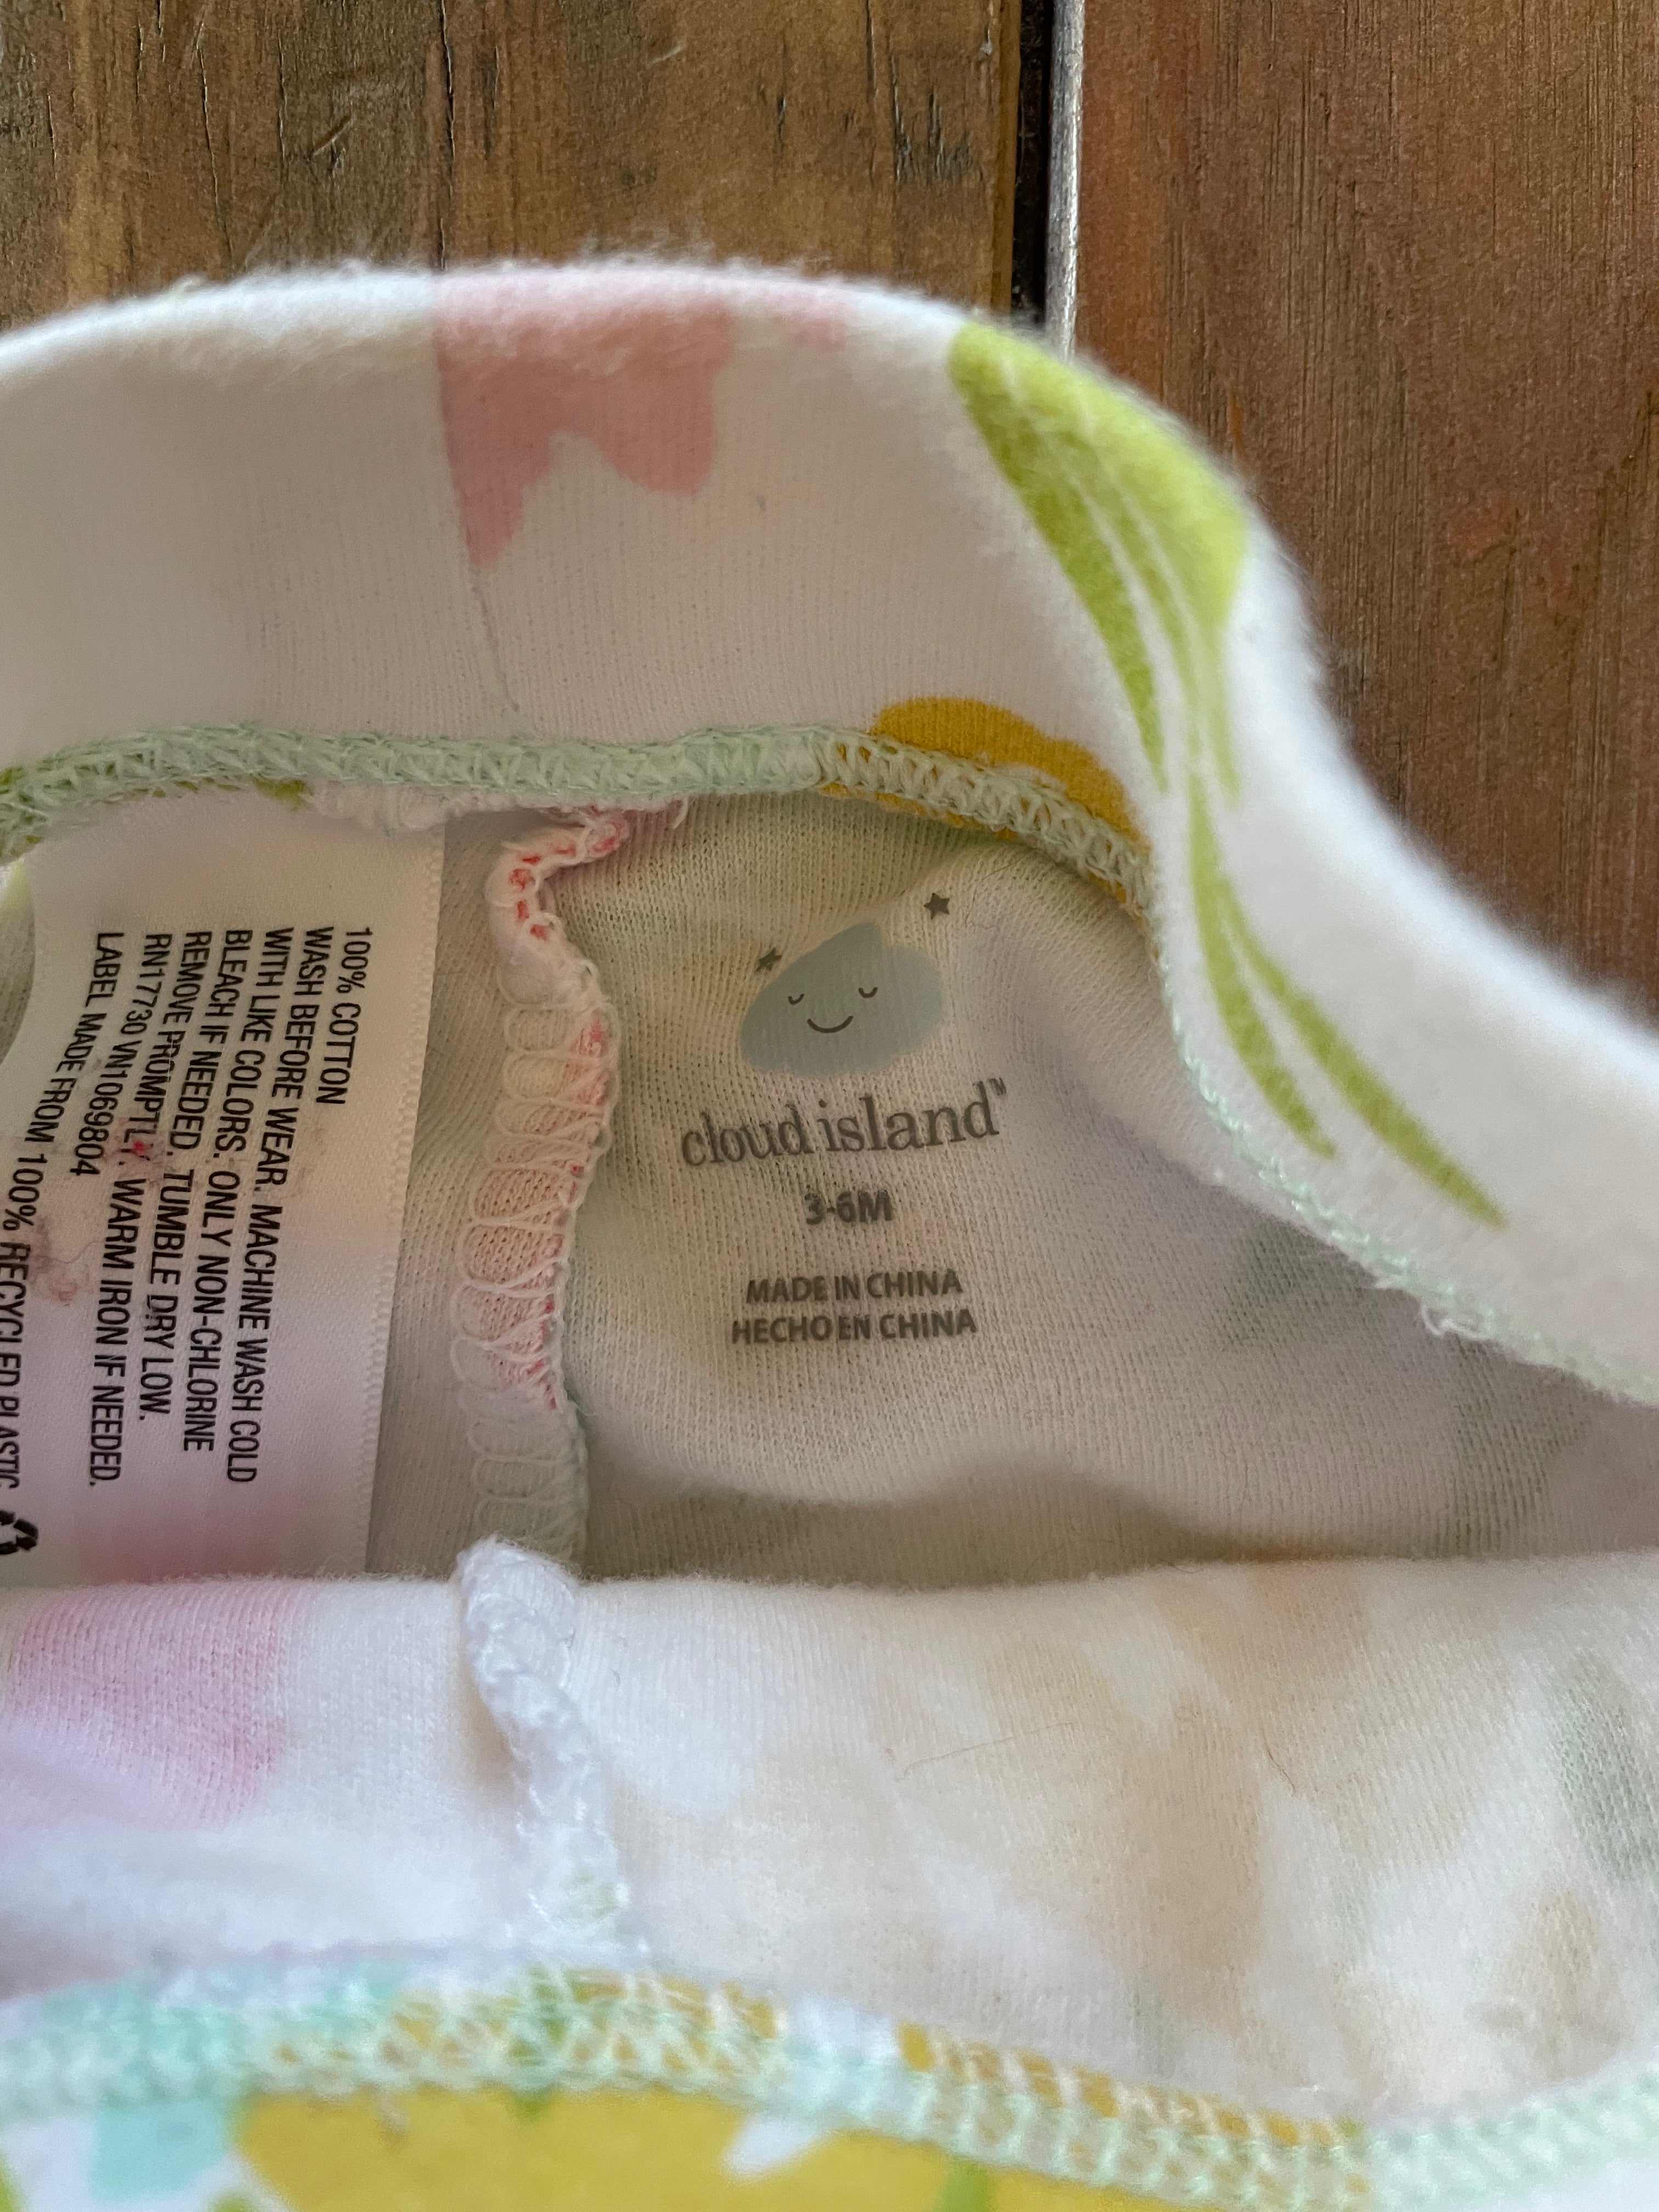 100% COTTON
WASH BEFORE WEAR. MACHINE WASH COLD
WITH LIKE COLORS. ONLY NON-CHLORINE
BLEACH IF NEEDED. TUMBLE DRY LOW.
REMOVE PROMPTLY. WARM IRON IF NEEDED.
RN17730 VN1069804
LABEL MADE FROM 100% RECYCLED PLASTIC
cloud island™
3-6M
MADE IN CHINA
HECHO EN CHINA